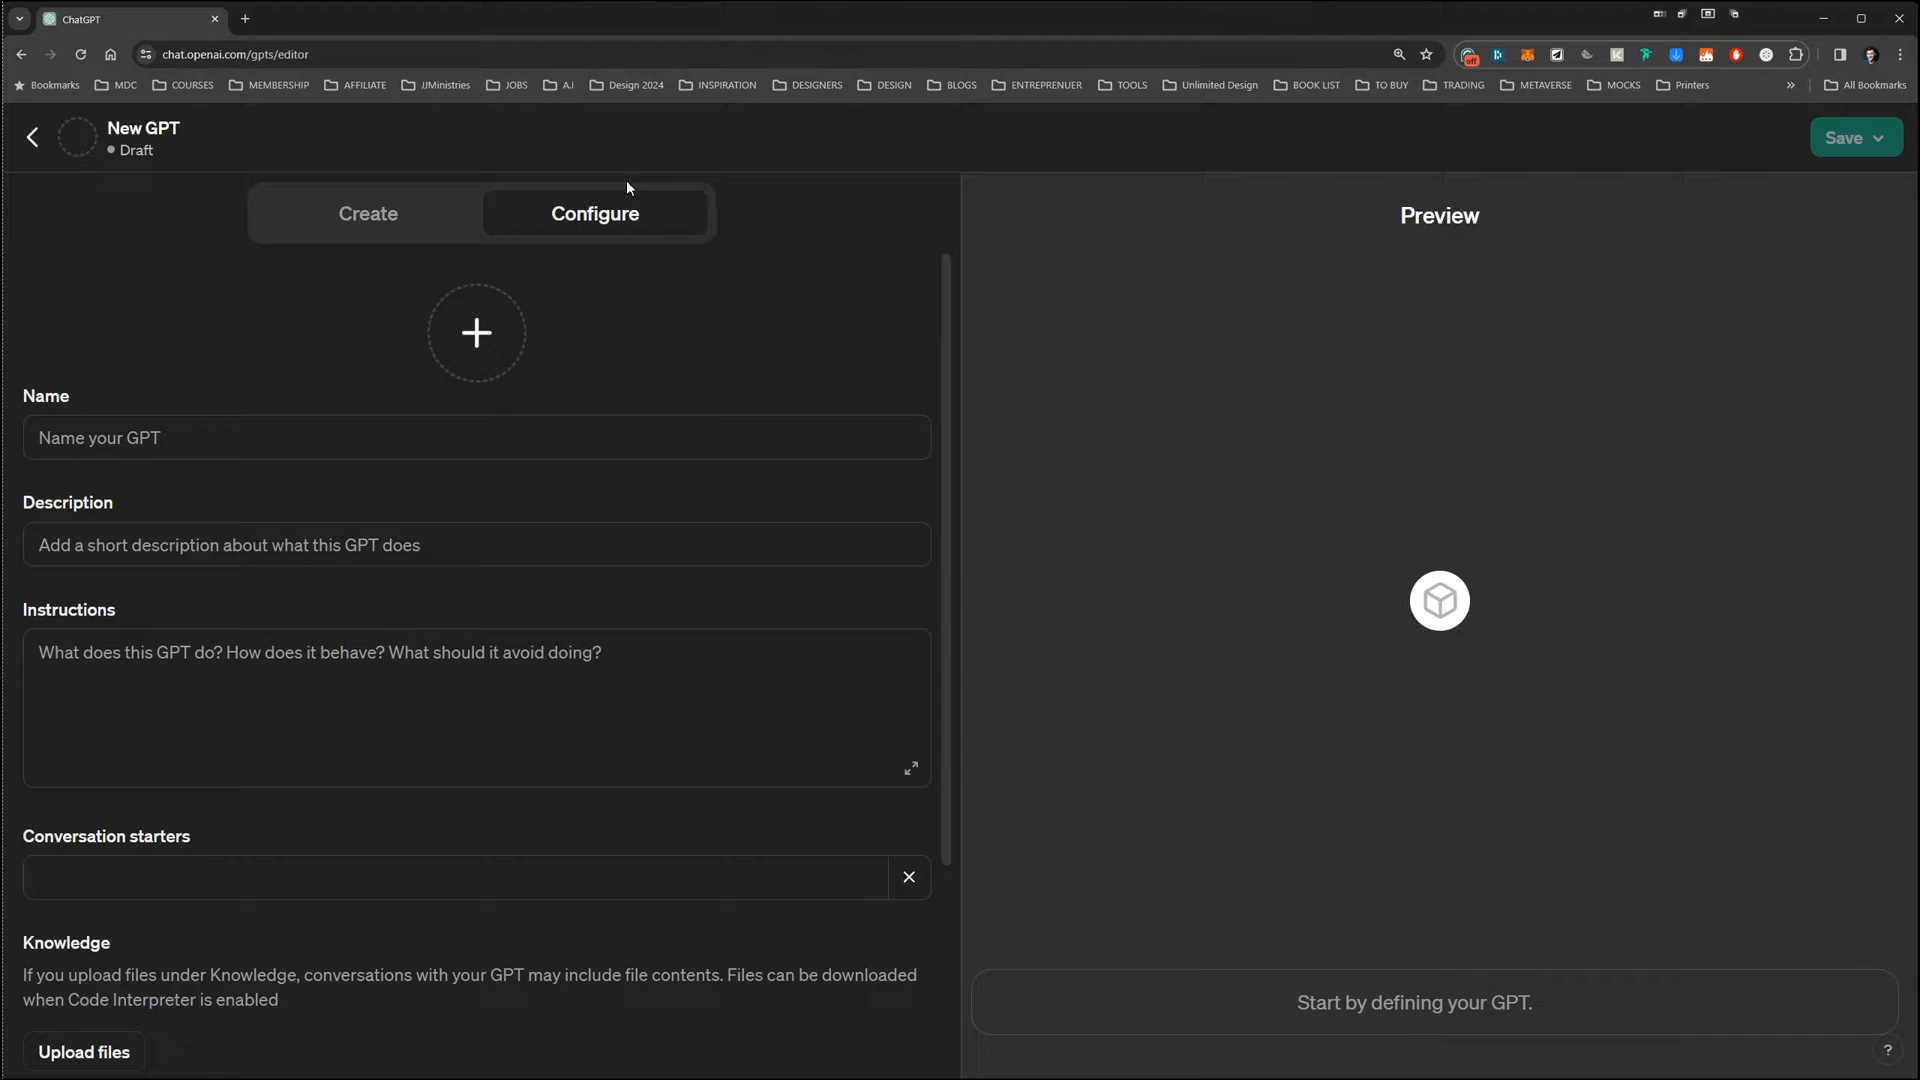 ChatGPT
chat.openai.com/gpts/editor
off
Bookmarks MDC COURSES MEMBERSHIP AFFILIATE JJMinistries JOBS A.I Design 2024 INSPIRATION DESIGNERS DESIGN BLOGS ENTREPRENUER TOOLS Unlimited Design BOOK LIST TO BUY TRADING METAVERSE MOCKS Printers » All Bookmarks
New GPT
Draft
Save
Create Configure
Preview
Name
Name your GPT
Description
Add a short description about what this GPT does
Instructions
What does this GPT do? How does it behave? What should it avoid doing?
Conversation starters
Knowledge
If you upload files under Knowledge, conversations with your GPT may include file contents. Files can be downloaded
when Code Interpreter is enabled
Start by defining your GPT.
Upload files
?